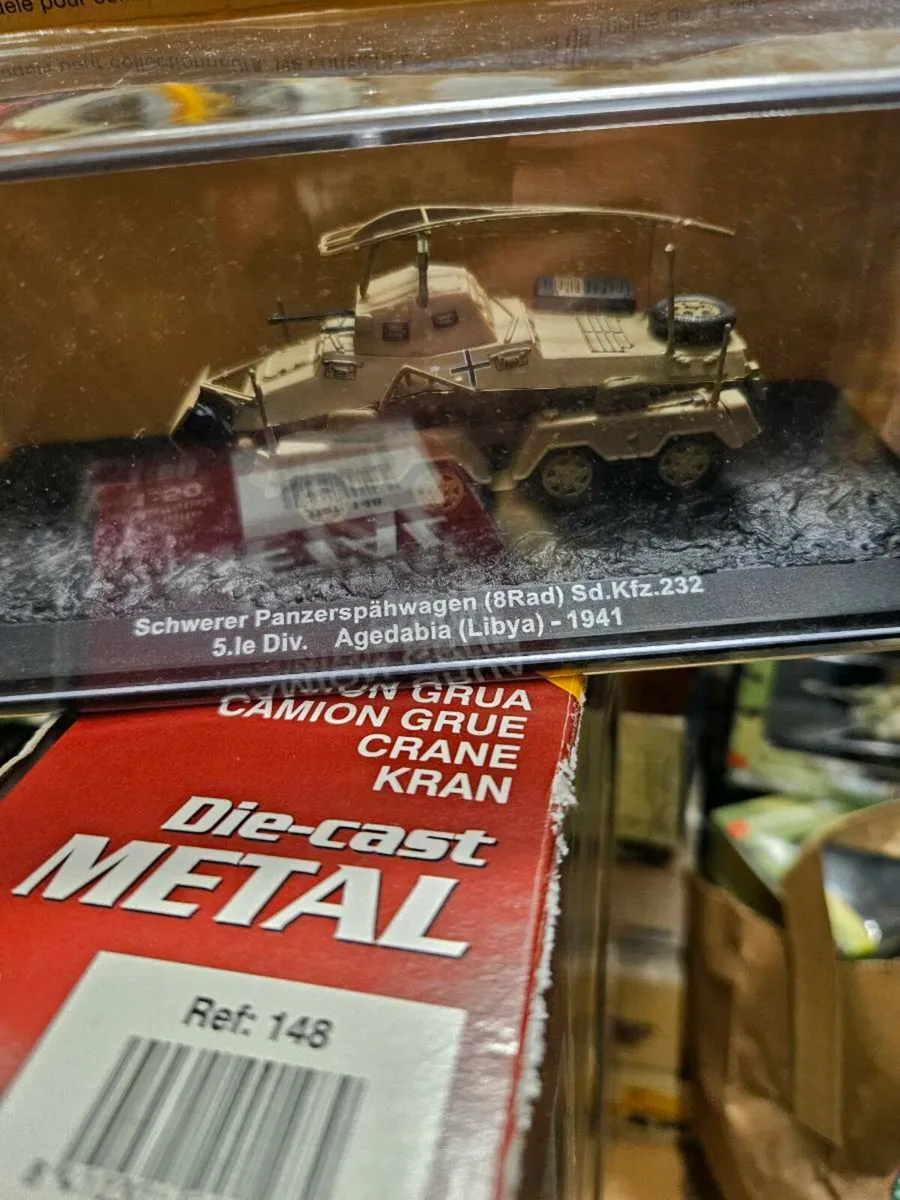 Schwerer Panzerspähwagen (8Rad) Sd.Kfz.232
5.le Div. Agedabia (Libya) - 1941
GRUA
CAMION GRUE
CRANE
KRAN
Die-cast
METAL
Ref: 148